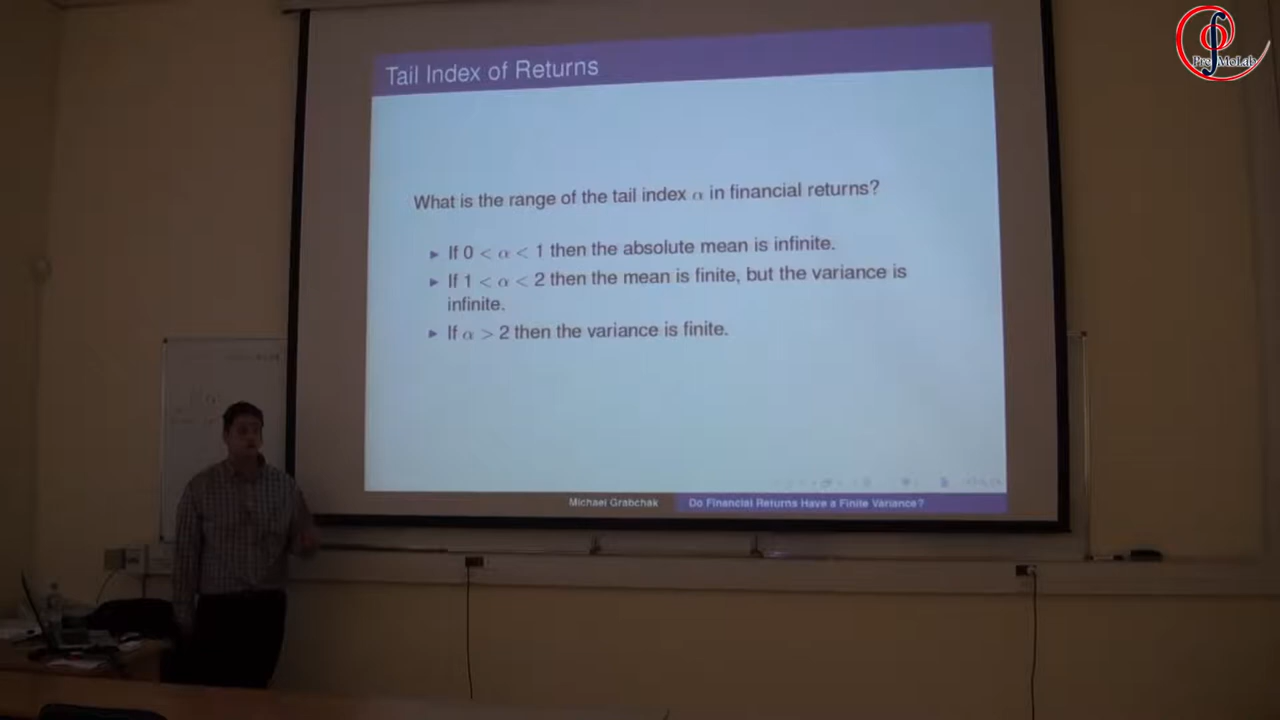 Tail Index of Returns
What is the range of the tail index α in financial returns?
► If 0 < α < 1 then the absolute mean is infinite.
► If 1 < α < 2 then the mean is finite, but the variance is
infinite.
► If α > 2 then the variance is finite.
Michael Grabchak Do Financial Returns Have a Finite Variance?
PreMoLab